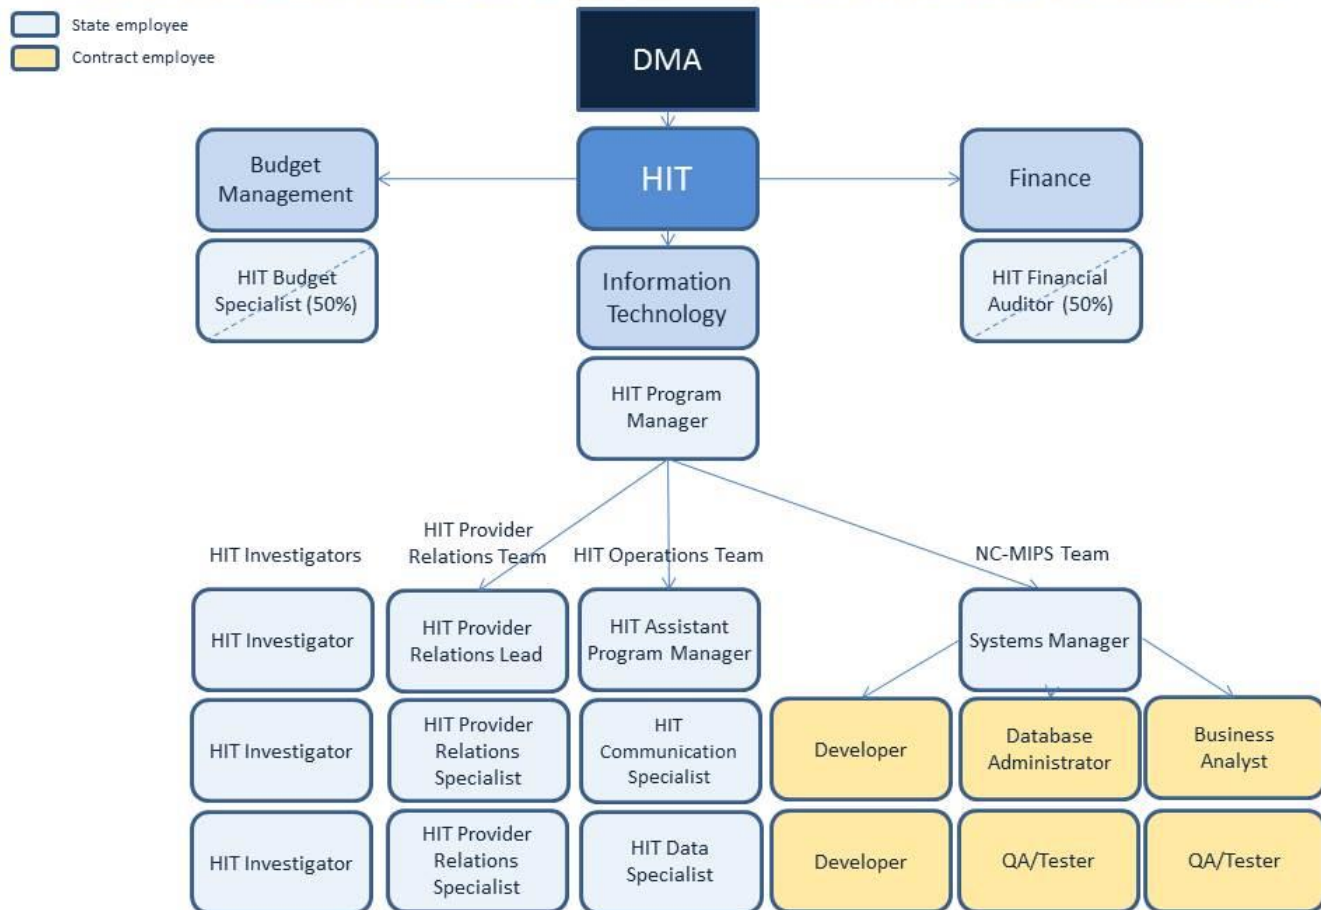 State employee
Contract employee
DMA
Budget
Management
HIT
Finance
HIT Budget
Specialist (50%)
Information
Technology
HIT Financial
Auditor (50%)
HIT Program
Manager
HIT Investigators
HIT Provider
Relations Team
HIT Operations Team
NC-MIPS Team
HIT Investigator
HIT Provider
Relations Lead
HIT Assistant
Program Manager
Systems Manager
HIT Investigator
HIT Provider
Relations
Specialist
HIT
Communication
Specialist
Developer
Database
Administrator
Business
Analyst
HIT Investigator
HIT Provider
Relations
Specialist
HIT Data
Specialist
Developer
QA/Tester
QA/Tester